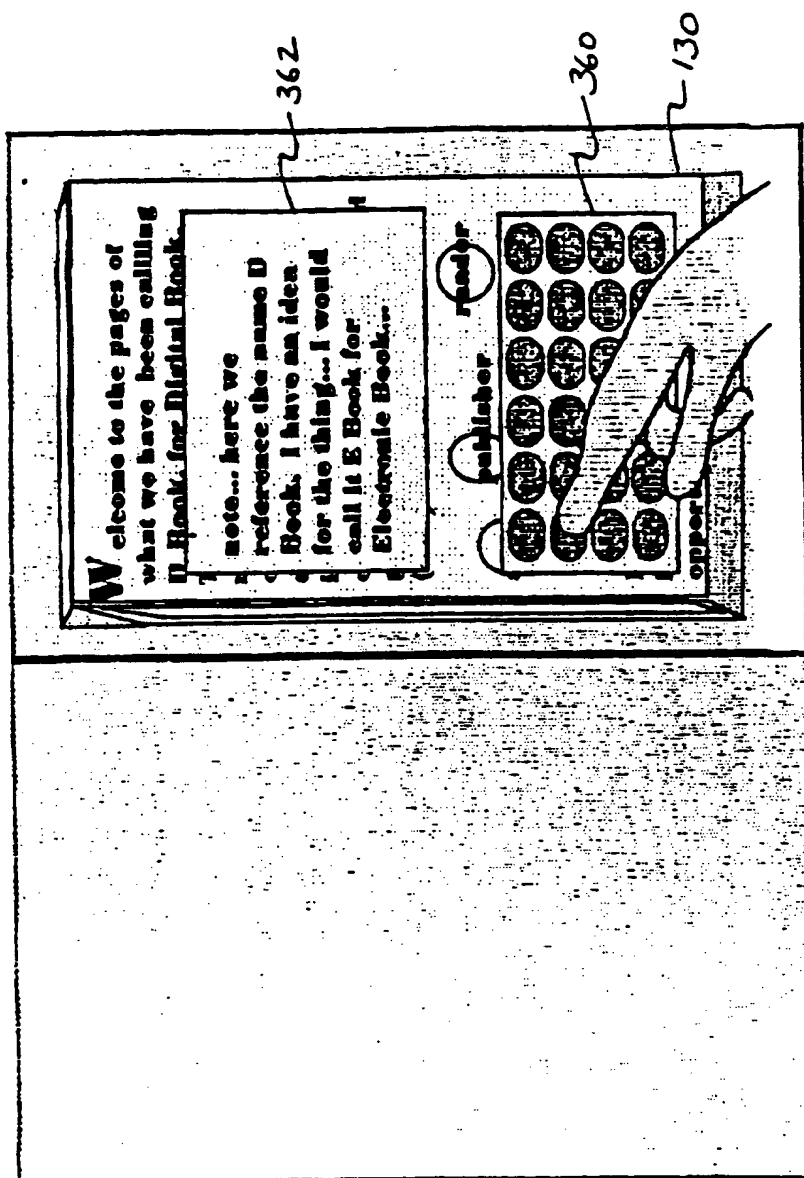 Welcome to the pages of
what we have been callling
D Book, for Digital Book.
note... here we
reference the name D
Book. I have an idea
for the thing... I would
call it E Book for
Electronic Book...
publisher
reader
opport
362
360
130